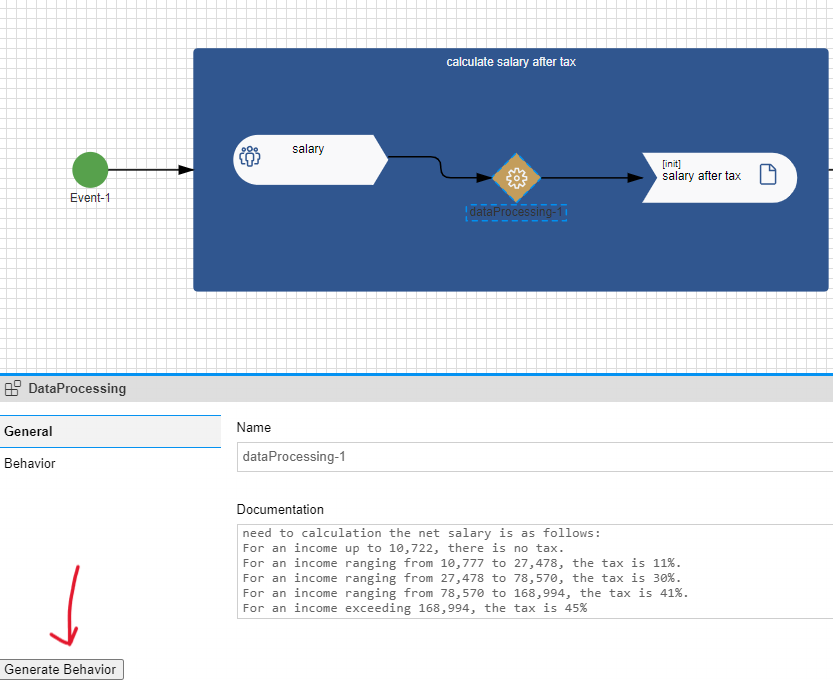 calculate salary after tax
salary
[init]
salary after tax
Event-1
dataProcessing-1
DataProcessing
General
Behavior
Name
dataProcessing-1
Documentation
need to calculation the net salary is as follows:
For an income up to 10,722, there is no tax.
For an income ranging from 10,777 to 27,478, the tax is 11%.
For an income ranging from 27,478 to 78,570, the tax is 30%.
For an income ranging from 78,570 to 168,994, the tax is 41%.
For an income exceeding 168,994, the tax is 45%
Generate Behavior